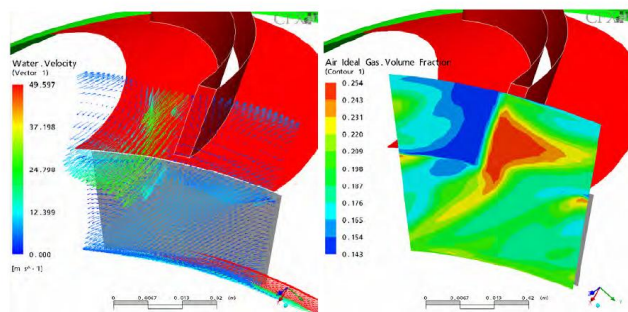 Water.Velocity
(Vector 1)
49.597
37.198
24.798
12.399
0.000
[m s^-1]
0 0.0067 0.013 0.02 (m)
Air Ideal Gas.Volume Fraction
(Contour 1)
0.254
0.243
0.231
0.220
0.209
0.198
0.187
0.176
0.165
0.154
0.143
0 0.0067 0.013 0.02 (m)